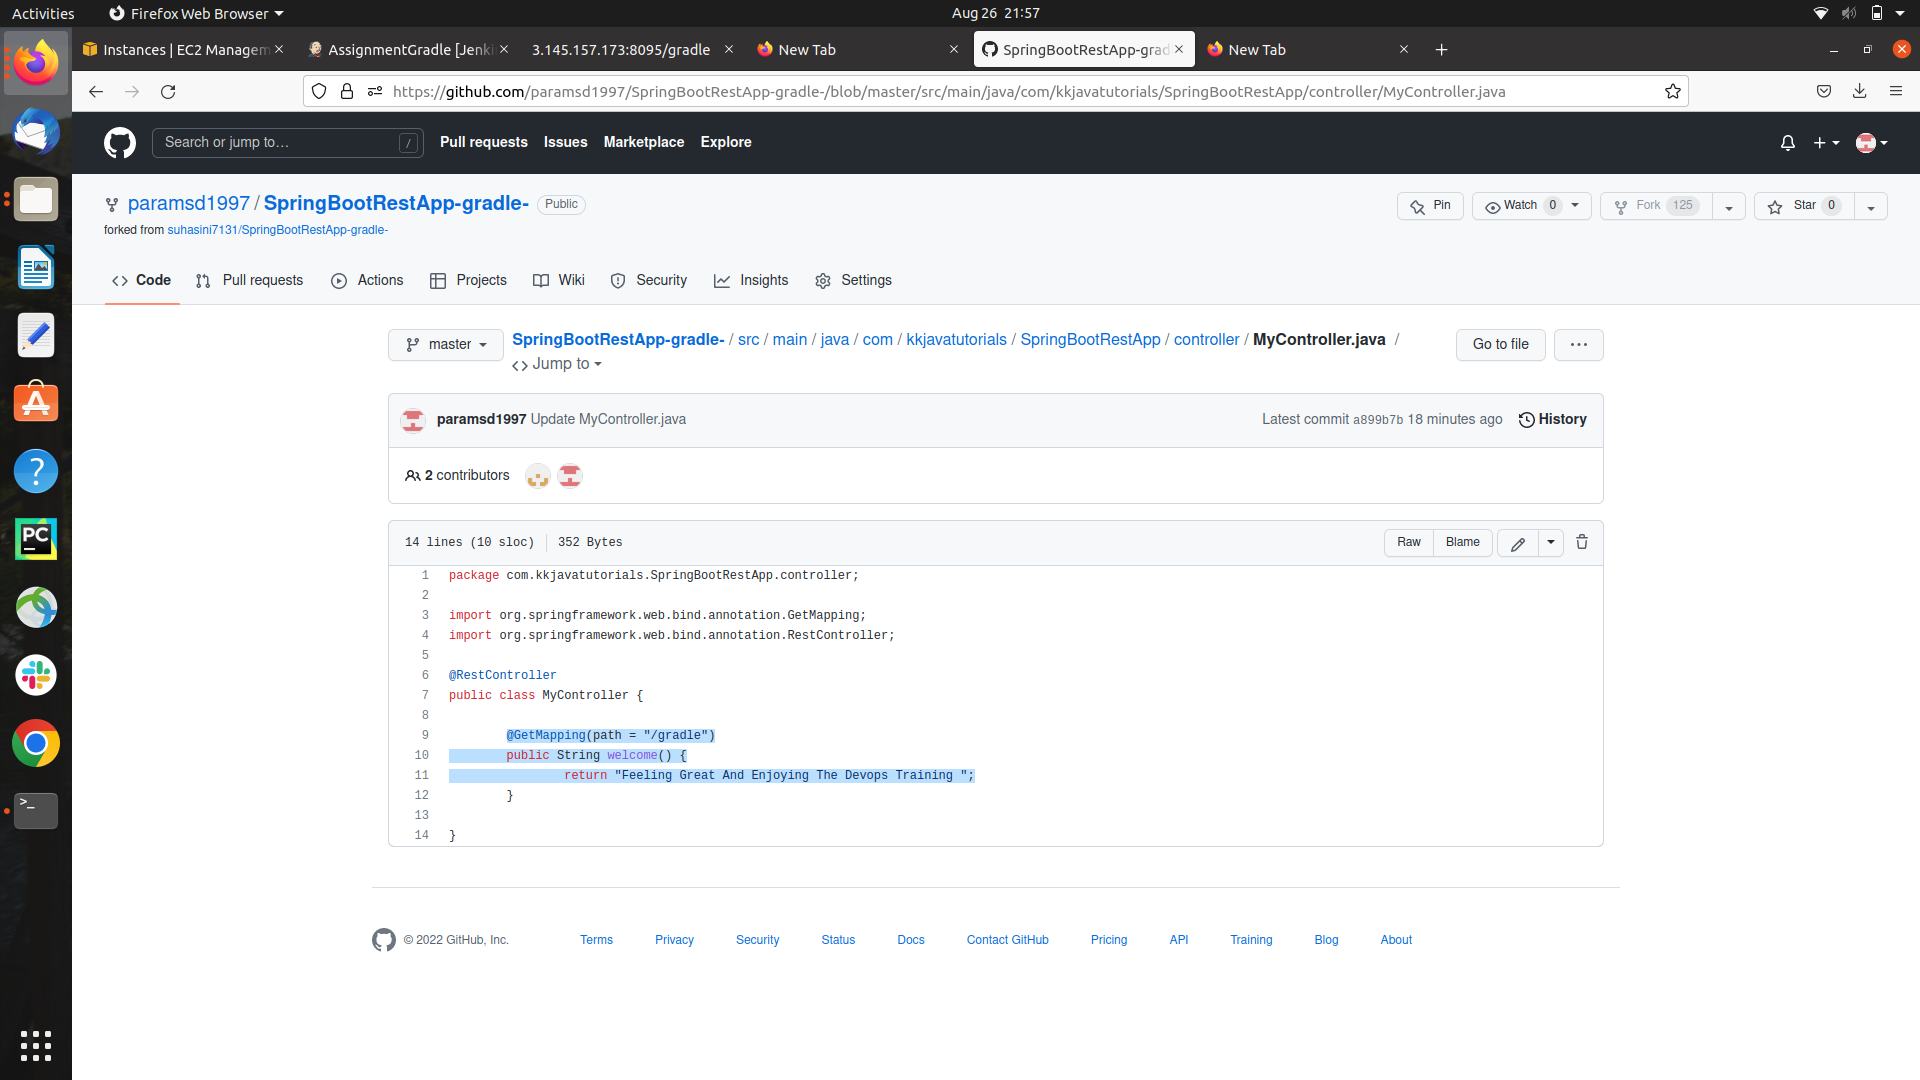 Activities Firefox Web Browser Aug 26 21:57
Instances | EC2 Managem AssignmentGradle [Jenki 3.145.157.173:8095/gradle New Tab SpringBootRestApp-grad New Tab
https://github.com/paramsd1997/SpringBootRestApp-gradle-/blob/master/src/main/java/com/kkjavatutorials/SpringBootRestApp/controller/MyController.java
Search or jump to… / Pull requests Issues Marketplace Explore
paramsd1997 / SpringBootRestApp-gradle- Public Pin Watch 0 Fork 125 Star 0
forked from suhasini7131/SpringBootRestApp-gradle-
Code Pull requests Actions Projects Wiki Security Insights Settings
master SpringBootRestApp-gradle- / src / main / java / com / kkjavatutorials / SpringBootRestApp / controller / MyController.java / Go to file ...
<> Jump to
paramsd1997 Update MyController.java Latest commit a899b7b 18 minutes ago History
2 contributors
14 lines (10 sloc) 352 Bytes Raw Blame
1 package com.kkjavatutorials.SpringBootRestApp.controller;
2
3 import org.springframework.web.bind.annotation.GetMapping;
4 import org.springframework.web.bind.annotation.RestController;
5
6 @RestController
7 public class MyController {
8
9 @GetMapping(path = "/gradle")
10 public String welcome() {
11 return "Feeling Great And Enjoying The Devops Training ";
12 }
13
14 }
© 2022 GitHub, Inc. Terms Privacy Security Status Docs Contact GitHub Pricing API Training Blog About
PC
>_